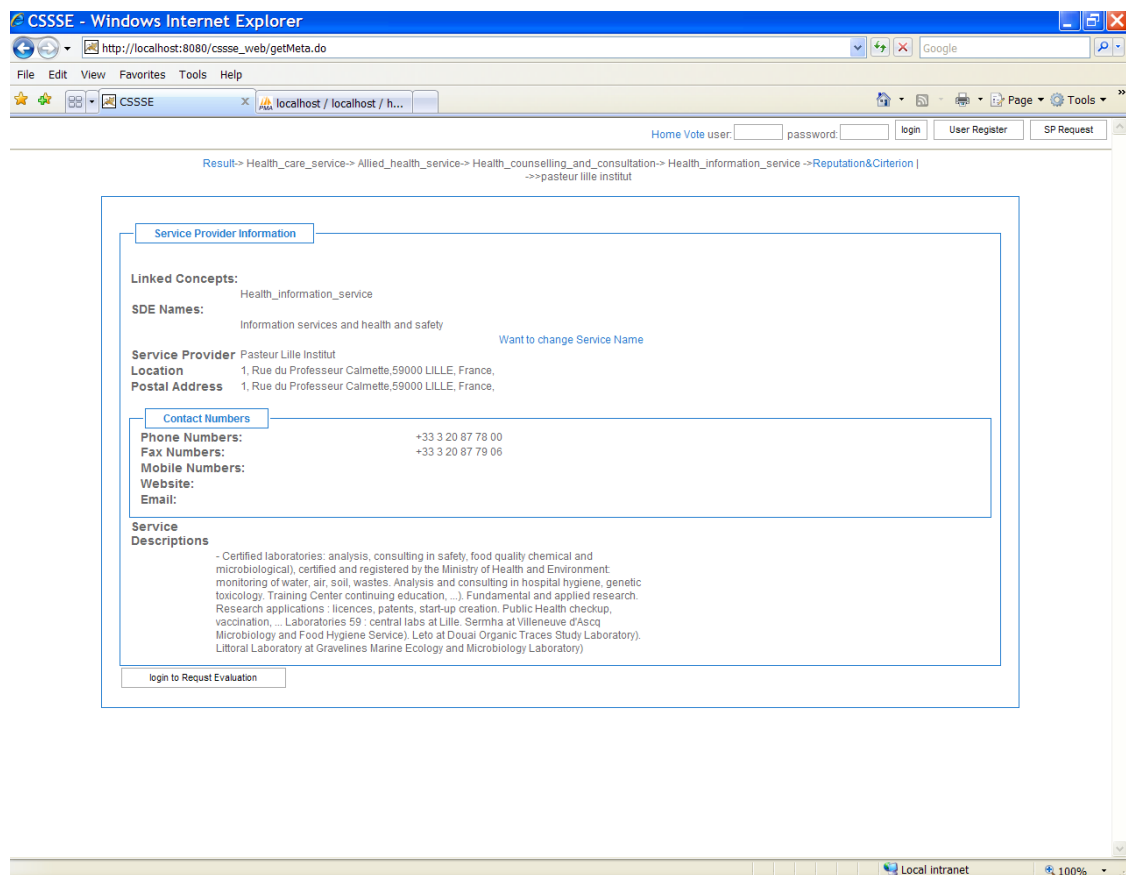 CSSSE - Windows Internet Explorer
http://localhost:8080/cssse_web/getMeta.do
Google
File Edit View Favorites Tools Help
CSSSE
localhost / localhost / h...
Page Tools »
Home Vote user: password: login User Register SP Request
Result-> Health_care_service-> Allied_health_service-> Health_counselling_and_consultation-> Health_information_service ->Reputation&Cirterion |
->>pasteur lille institut
Service Provider Information
Linked Concepts:
Health_information_service
SDE Names:
Information services and health and safety
Want to change Service Name
Service Provider Pasteur Lille Institut
Location 1, Rue du Professeur Calmette,59000 LILLE, France,
Postal Address 1, Rue du Professeur Calmette,59000 LILLE, France,
Contact Numbers
Phone Numbers: +33 3 20 87 78 00
Fax Numbers: +33 3 20 87 79 06
Mobile Numbers:
Website:
Email:
Service
Descriptions
- Certified laboratories: analysis, consulting in safety, food quality chemical and
microbiological), certified and registered by the Ministry of Health and Environment:
monitoring of water, air, soil, wastes. Analysis and consulting in hospital hygiene, genetic
toxicology. Training Center continuing education, ...). Fundamental and applied research.
Research applications : licences, patents, start-up creation. Public Health checkup,
vaccination, ... Laboratories 59 : central labs at Lille. Sermha at Villeneuve d'Ascq
Microbiology and Food Hygiene Service). Leto at Douai Organic Traces Study Laboratory).
Littoral Laboratory at Gravelines Marine Ecology and Microbiology Laboratory)
login to Requst Evaluation
Local intranet 100%